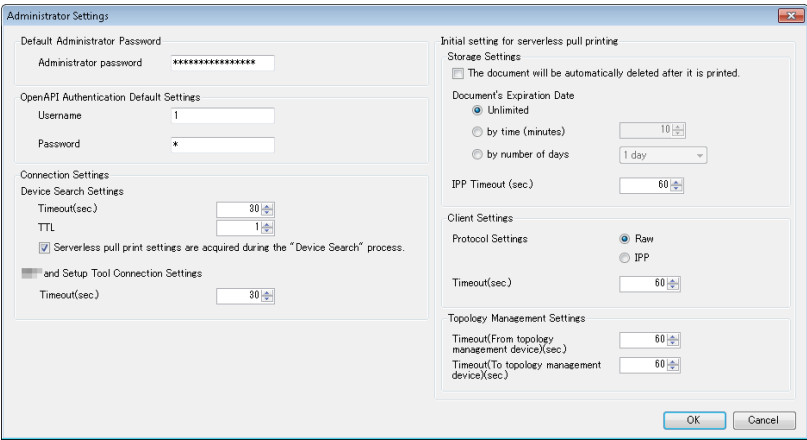 Administrator Settings
Default Administrator Password
Administrator password ****************
OpenAPI Authentication Default Settings
Username 1
Password *
Connection Settings
Device Search Settings
Timeout(sec.) 30
TTL 1
Serverless pull print settings are acquired during the "Device Search" process.
and Setup Tool Connection Settings
Timeout(sec.) 30
Initial setting for serverless pull printing
Storage Settings
The document will be automatically deleted after it is printed.
Document's Expiration Date
Unlimited
by time (minutes) 10
by number of days 1 day
IPP Timeout (sec.) 60
Client Settings
Protocol Settings Raw
IPP
Timeout(sec.) 60
Topology Management Settings
Timeout(From topology 60
management device)(sec.)
Timeout(To topology management 60
device)(sec.)
OK Cancel